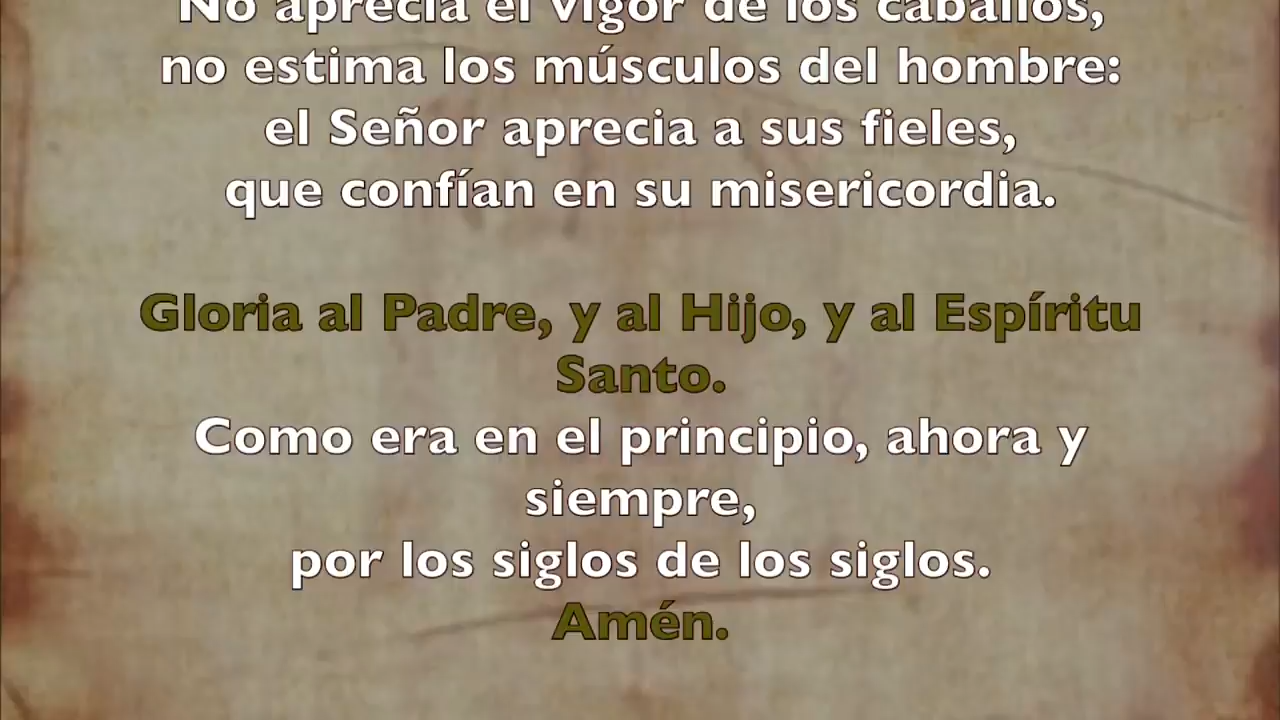 No aprecia el vigor de los caballos,
no estima los músculos del hombre:
el Señor aprecia a sus fieles,
que confían en su misericordia.
Gloria al Padre, y al Hijo, y al Espíritu
Santo.
Como era en el principio, ahora y
siempre,
por los siglos de los siglos.
Amén.